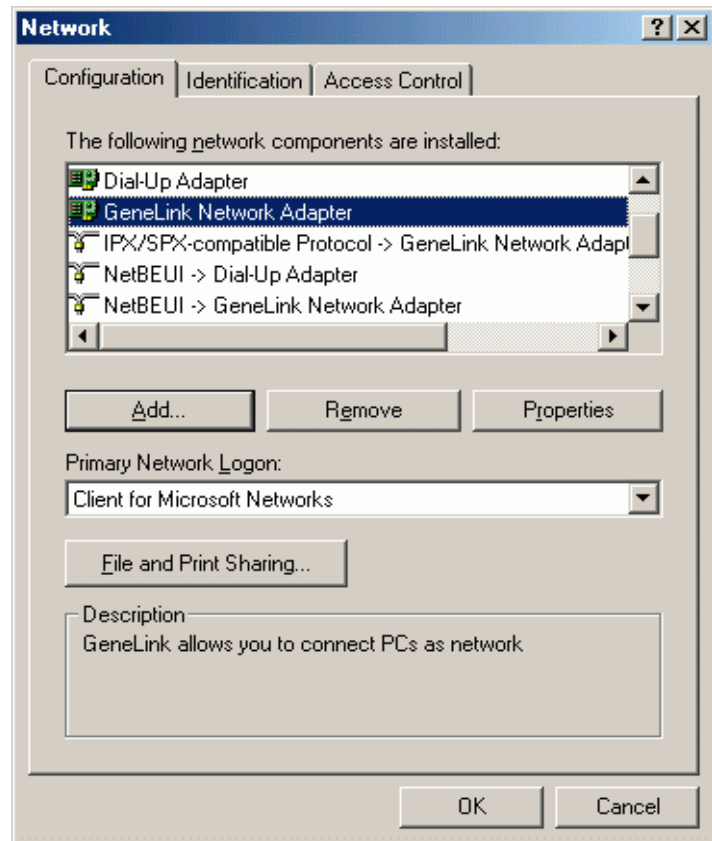 Network
Configuration Identification Access Control
The following network components are installed:
Dial-Up Adapter
GeneLink Network Adapter
IPX/SPX-compatible Protocol -> GeneLink Network Adapt
NetBEUI -> Dial-Up Adapter
NetBEUI -> GeneLink Network Adapter
Add... Remove Properties
Primary Network Logon:
Client for Microsoft Networks
File and Print Sharing...
Description
GeneLink allows you to connect PCs as network
OK Cancel